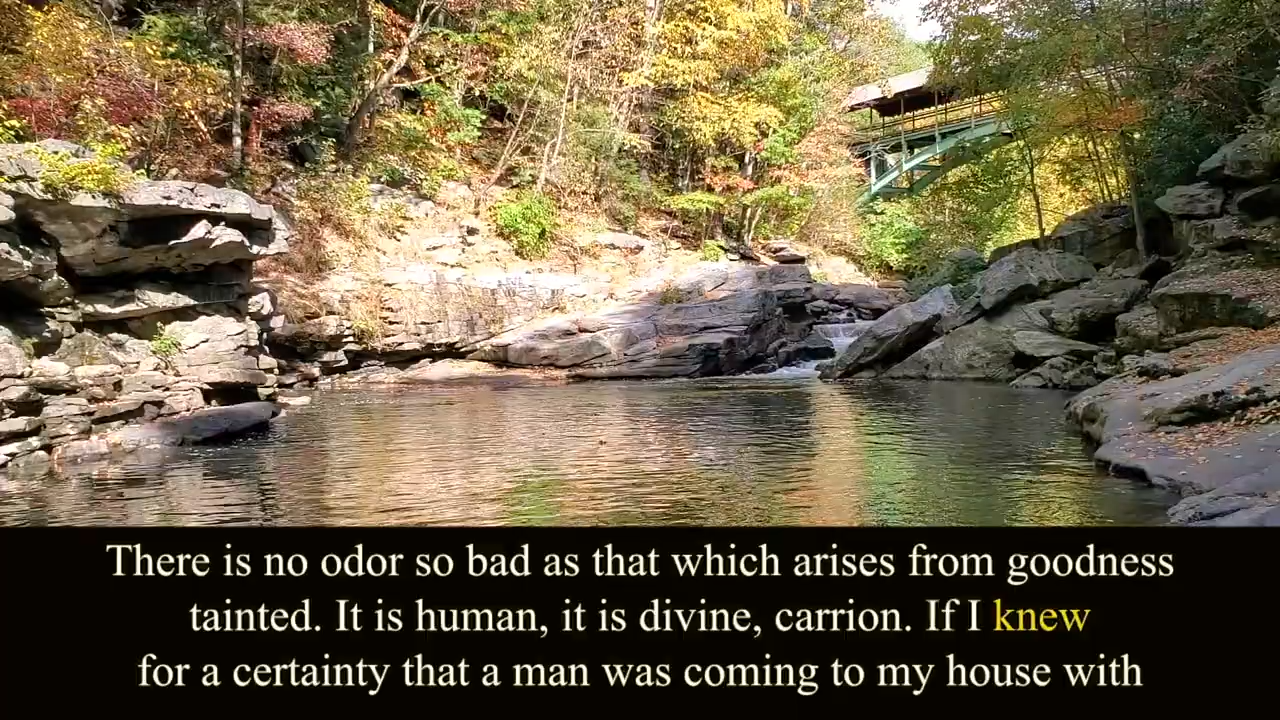 There is no odor so bad as that which arises from goodness
tainted. It is human, it is divine, carrion. If I knew
for a certainty that a man was coming to my house with